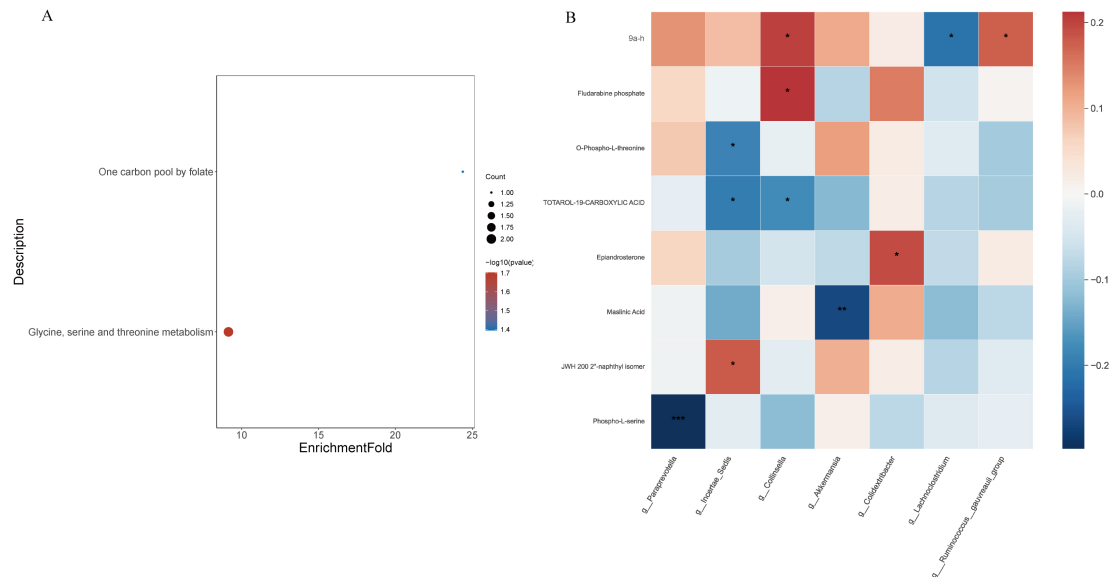 A
Description
One carbon pool by folate
Glycine, serine and threonine metabolism
10
15
20
25
EnrichmentFold
Count
1.00
1.25
1.50
1.75
2.00
−log10(pvalue)
1.7
1.6
1.5
1.4
B
9a-h
Fludarabine phosphate
O-Phospho-L-threonine
TOTAROL-19-CARBOXYLIC ACID
Epiandrosterone
Maslinic Acid
JWH 200 2"-naphthyl isomer
Phospho-L-serine
* * *
*
*
* *
*
**
*
***
g__Paraprevotella
g__Incertae_Sedis
g__Collinsella
g__Akkermansia
g__Colidextribacter
g__Lachnoclostridium
g___Ruminococcus__gauvreauii_group
0.2
0.1
0.0
−0.1
−0.2